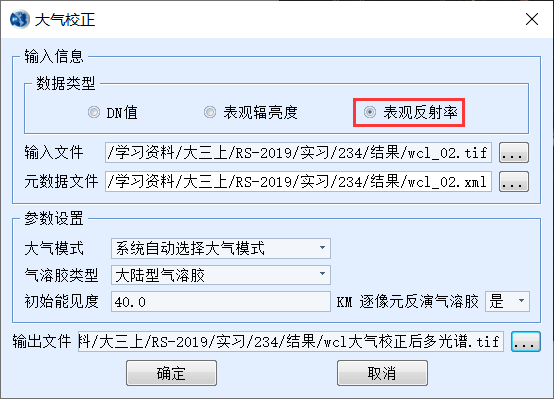 大气校正
输入信息
数据类型
DN值 表观辐亮度 表观反射率
输入文件 /学习资料/大三上/RS-2019/实习/234/结果/wcl_02.tif ...
元数据文件 /学习资料/大三上/RS-2019/实习/234/结果/wcl_02.xml ...
参数设置
大气模式 系统自动选择大气模式
气溶胶类型 大陆型气溶胶
初始能见度 40.0 KM 逐像元反演气溶胶 是
输出文件 料/大三上/RS-2019/实习/234/结果/wcl大气校正后多光谱.tif ...
确定 取消